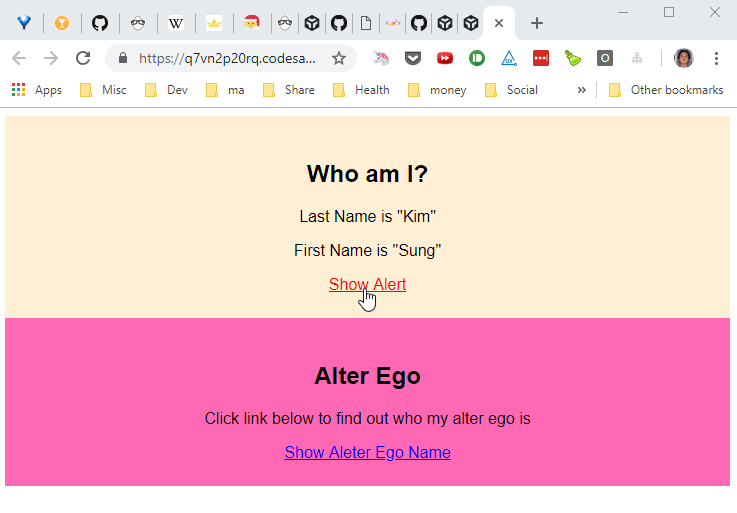 https://q7vn2p20rq.codesa...
Apps Misc Dev ma Share Health money Social » Other bookmarks
Who am I?
Last Name is "Kim"
First Name is "Sung"
Show Alert
Alter Ego
Click link below to find out who my alter ego is
Show Aleter Ego Name